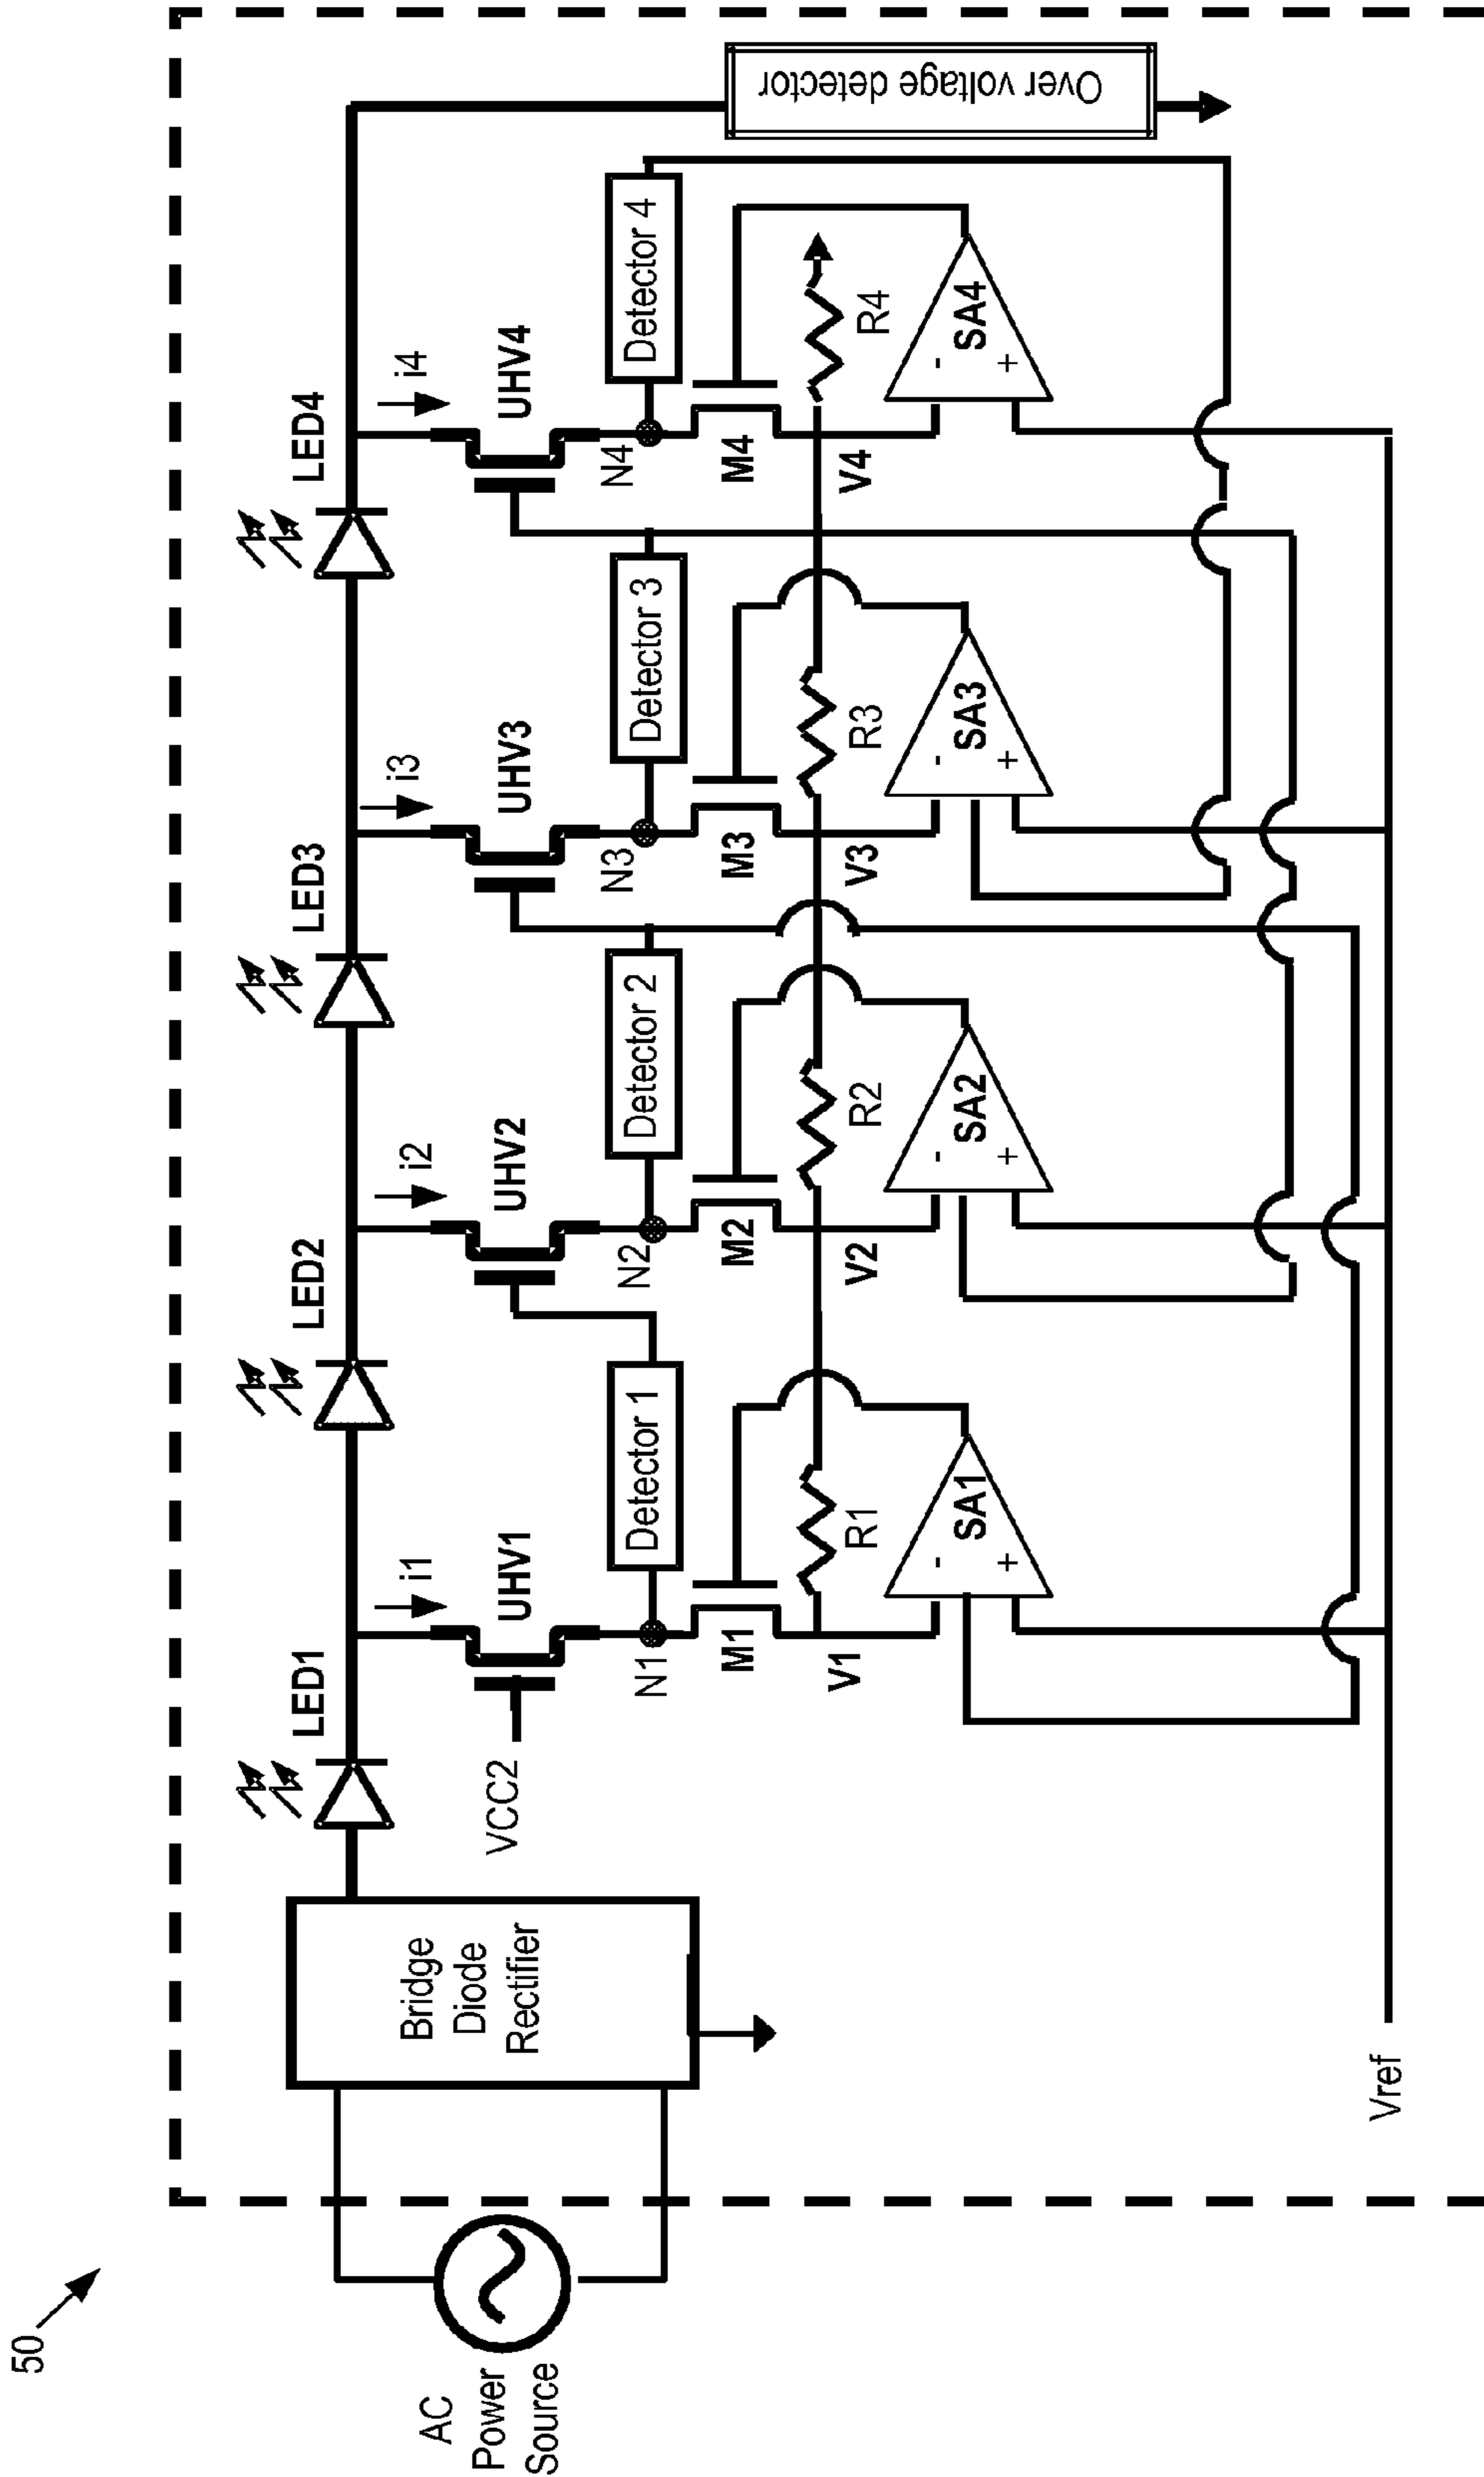 50
AC
Power
Source
Bridge
Diode
Rectifier
LED1
LED2
LED3
LED4
i1
i2
i3
i4
VCC2
UHV1
UHV2
UHV3
UHV4
N1
N2
N3
N4
Detector 1
Detector 2
Detector 3
Detector 4
Over voltage detector
M1
M2
M3
M4
R1
R2
R3
R4
V1
V2
V3
V4
-
SA1
+
-
SA2
+
-
SA3
+
-
SA4
+
Vref